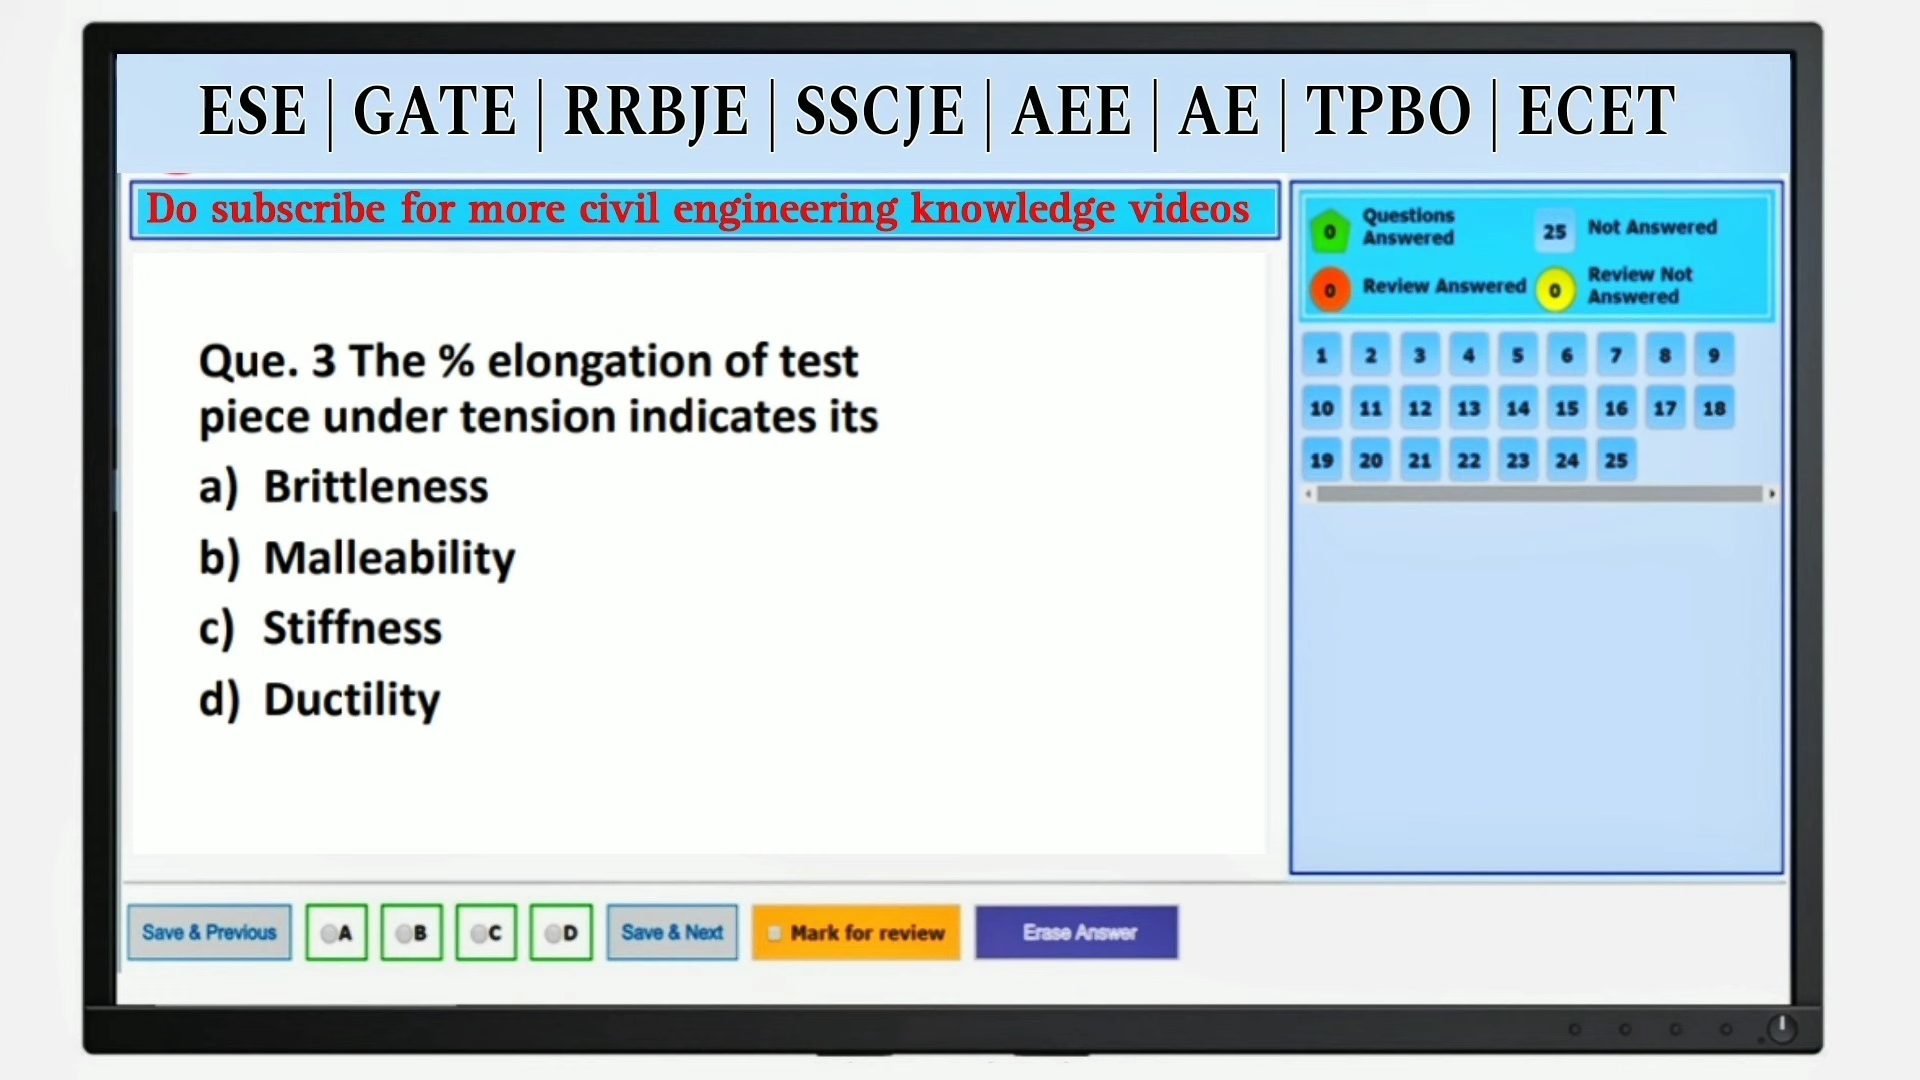 ESE | GATE | RRBJE | SSCJE | AEE | AE | TPBO | ECET
Do subscribe for more civil engineering knowledge videos
Que. 3 The % elongation of test
piece under tension indicates its
a) Brittleness
b) Malleability
c) Stiffness
d) Ductility
0 Questions Answered
25 Not Answered
0 Review Answered
0 Review Not Answered
1 2 3 4 5 6 7 8 9
10 11 12 13 14 15 16 17 18
19 20 21 22 23 24 25
Save & Previous A B C D Save & Next Mark for review Erase Answer